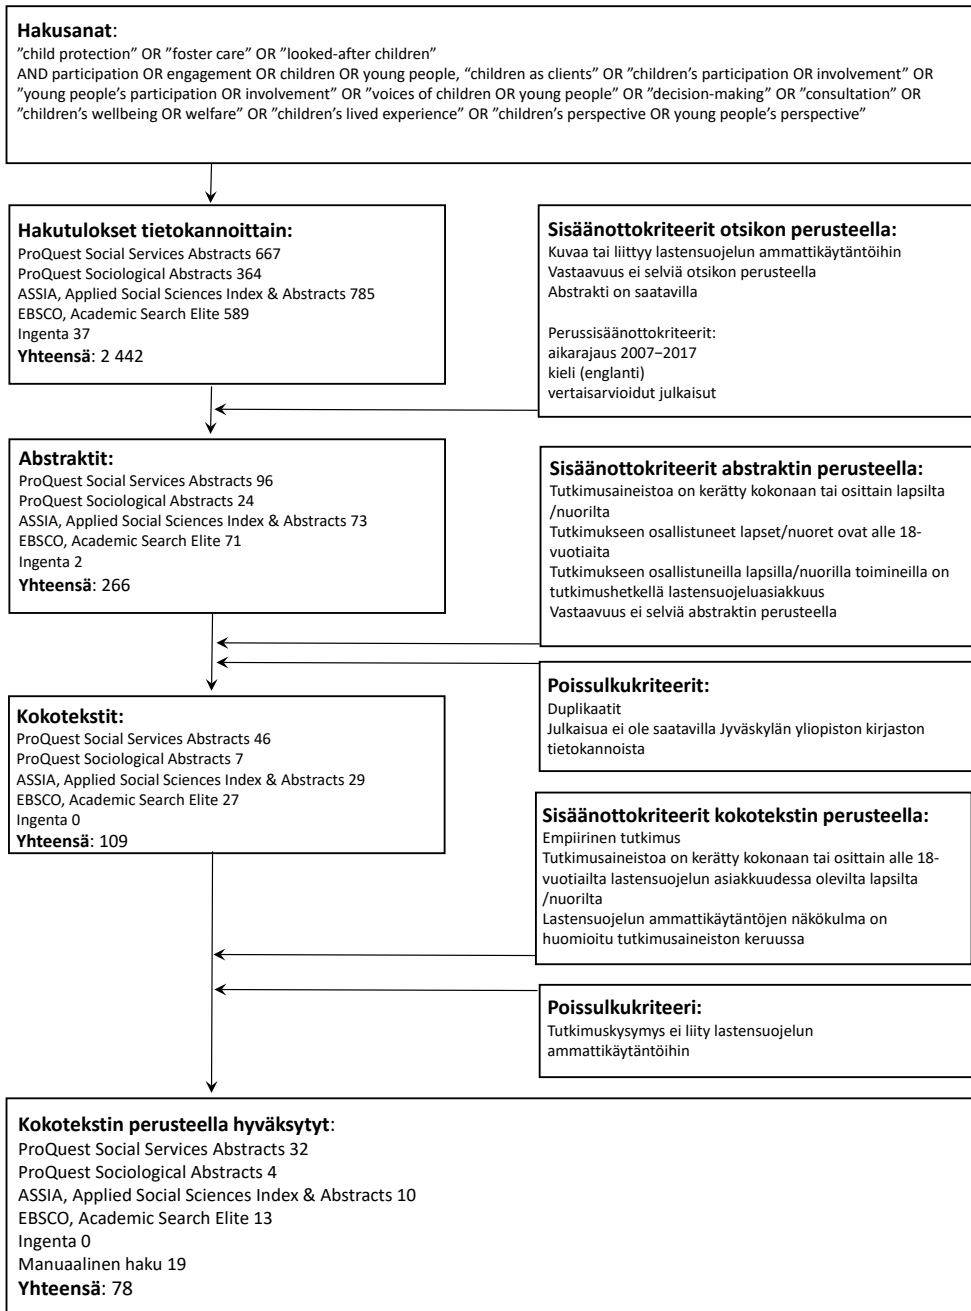 Hakusanat:
”child protection” OR ”foster care” OR ”looked-after children”
AND participation OR engagement OR children OR young people, “children as clients” OR ”children’s participation OR involvement” OR
”young people’s participation OR involvement” OR ”voices of children OR young people” OR ”decision-making” OR ”consultation” OR
”children’s wellbeing OR welfare” OR ”children’s lived experience” OR ”children’s perspective OR young people’s perspective”
Hakutulokset tietokannoittain:
ProQuest Social Services Abstracts 667
ProQuest Sociological Abstracts 364
ASSIA, Applied Social Sciences Index & Abstracts 785
EBSCO, Academic Search Elite 589
Ingenta 37
Yhteensä: 2 442
Sisäänottokriteerit otsikon perusteella:
Kuvaa tai liittyy lastensuojelun ammattikäytäntöihin
Vastaavuus ei selviä otsikon perusteella
Abstrakti on saatavilla
Perussisäänottokriteerit:
aikarajaus 2007–2017
kieli (englanti)
vertaisarvioidut julkaisut
Abstraktit:
ProQuest Social Services Abstracts 96
ProQuest Sociological Abstracts 24
ASSIA, Applied Social Sciences Index & Abstracts 73
EBSCO, Academic Search Elite 71
Ingenta 2
Yhteensä: 266
Sisäänottokriteerit abstraktin perusteella:
Tutkimusaineistoa on kerätty kokonaan tai osittain lapsilta
/nuorilta
Tutkimukseen osallistuneet lapset/nuoret ovat alle 18-
vuotiaita
Tutkimukseen osallistuneilla lapsilla/nuorilla toimineilla on
tutkimushetkellä lastensuojeluasiakkuus
Vastaavuus ei selviä abstraktin perusteella
Poissulkukriteerit:
Duplikaatit
Julkaisua ei ole saatavilla Jyväskylän yliopiston kirjaston
tietokannoista
Kokotekstit:
ProQuest Social Services Abstracts 46
ProQuest Sociological Abstracts 7
ASSIA, Applied Social Sciences Index & Abstracts 29
EBSCO, Academic Search Elite 27
Ingenta 0
Yhteensä: 109
Sisäänottokriteerit kokotekstin perusteella:
Empiirinen tutkimus
Tutkimusaineistoa on kerätty kokonaan tai osittain alle 18-
vuotiailta lastensuojelun asiakkuudessa olevilta lapsilta
/nuorilta
Lastensuojelun ammattikäytäntöjen näkökulma on
huomioitu tutkimusaineiston keruussa
Poissulkukriteeri:
Tutkimuskysymys ei liity lastensuojelun
ammattikäytäntöihin
Kokotekstin perusteella hyväksytyt:
ProQuest Social Services Abstracts 32
ProQuest Sociological Abstracts 4
ASSIA, Applied Social Sciences Index & Abstracts 10
EBSCO, Academic Search Elite 13
Ingenta 0
Manuaalinen haku 19
Yhteensä: 78